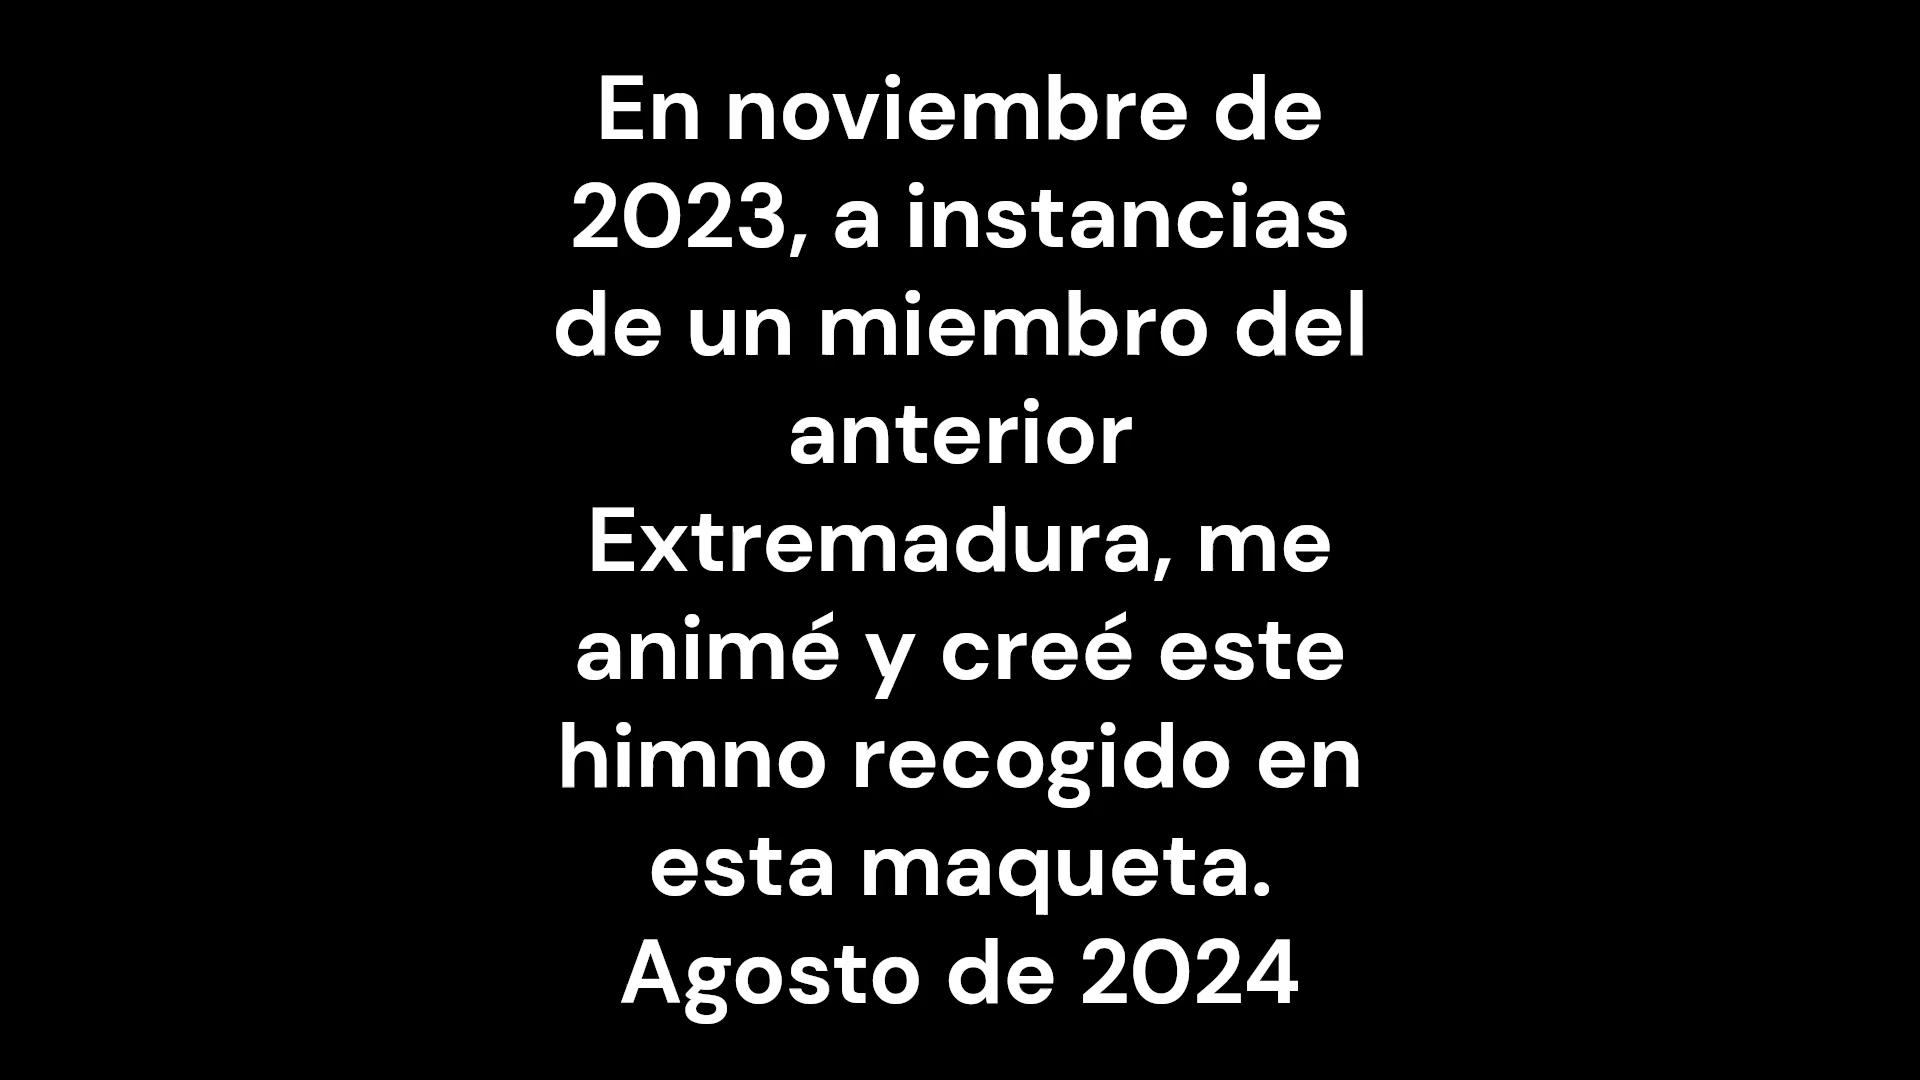 En noviembre de
2023, a instancias
de un miembro del
anterior
Extremadura, me
animé y creé este
himno recogido en
esta maqueta.
Agosto de 2024